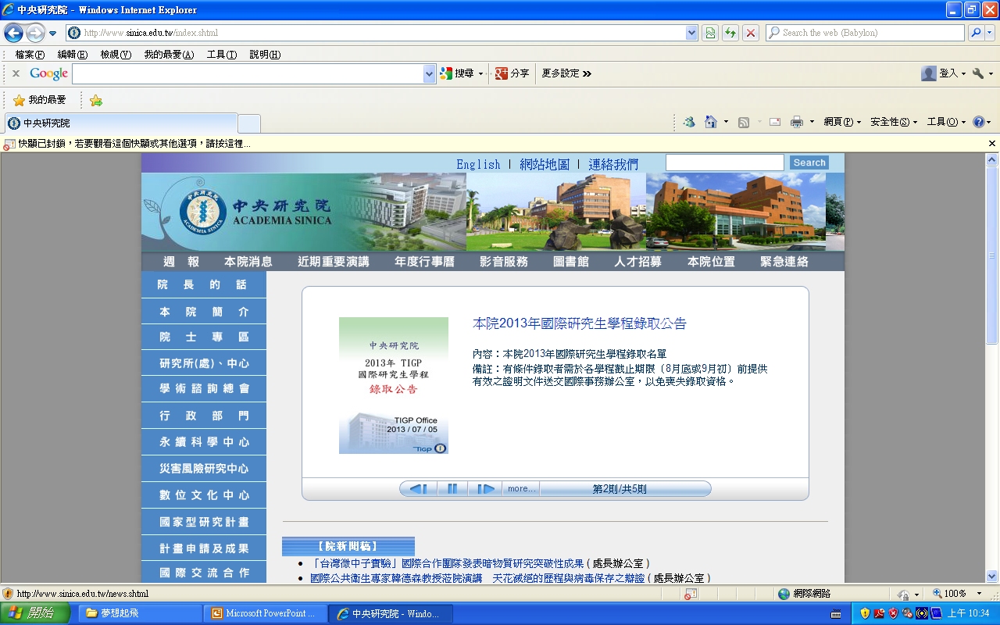 中央研究院 - Windows Internet Explorer
http://www.sinica.edu.tw/index.shtml
Search the web (Babylon)
檔案(F) 編輯(E) 檢視(V) 我的最愛(A) 工具(T) 說明(H)
x Google 搜尋 分享 更多設定 >> 登入
我的最愛
中央研究院
網頁(P) 安全性(S) 工具(O)
快顯已封鎖，若要觀看這個快顯或其他選項，請按這裡...
English | 網站地圖 | 連絡我們 Search
中央研究院
ACADEMIA SINICA
週 報 本院消息 近期重要演講 年度行事曆 影音服務 圖書館 人才招募 本院位置 緊急連絡
院長的話
本院簡介
院士專區
研究所(處)、中心
學術諮詢總會
行政部門
永續科學中心
災害風險研究中心
數位文化中心
國家型研究計畫
計畫申請及成果
國際交流合作
中央研究院
2013年 TIGP
國際研究生學程
錄取公告
TIGP Office
2013 / 07 / 05
TIGP
本院2013年國際研究生學程錄取公告
內容：本院2013年國際研究生學程錄取名單
備註：有條件錄取者需於各學程截止期限〔8月底或9月初〕前提供
有效之證明文件送交國際事務辦公室，以免喪失錄取資格。
more... 第2則/共5則
【院新聞稿】
「台灣微中子實驗」國際合作團隊發表暗物質研究突破性成果 ( 處長辦公室 )
國際公共衛生專家韓德森教授蒞院演講 天花滅絕的歷程與病毒保存之辯證 ( 處長辦公室 )
http://www.sinica.edu.tw/news.shtml
網際網路
100%
開始
夢想起飛
Microsoft PowerPoint ...
中央研究院 - Windo...
上午 10:34